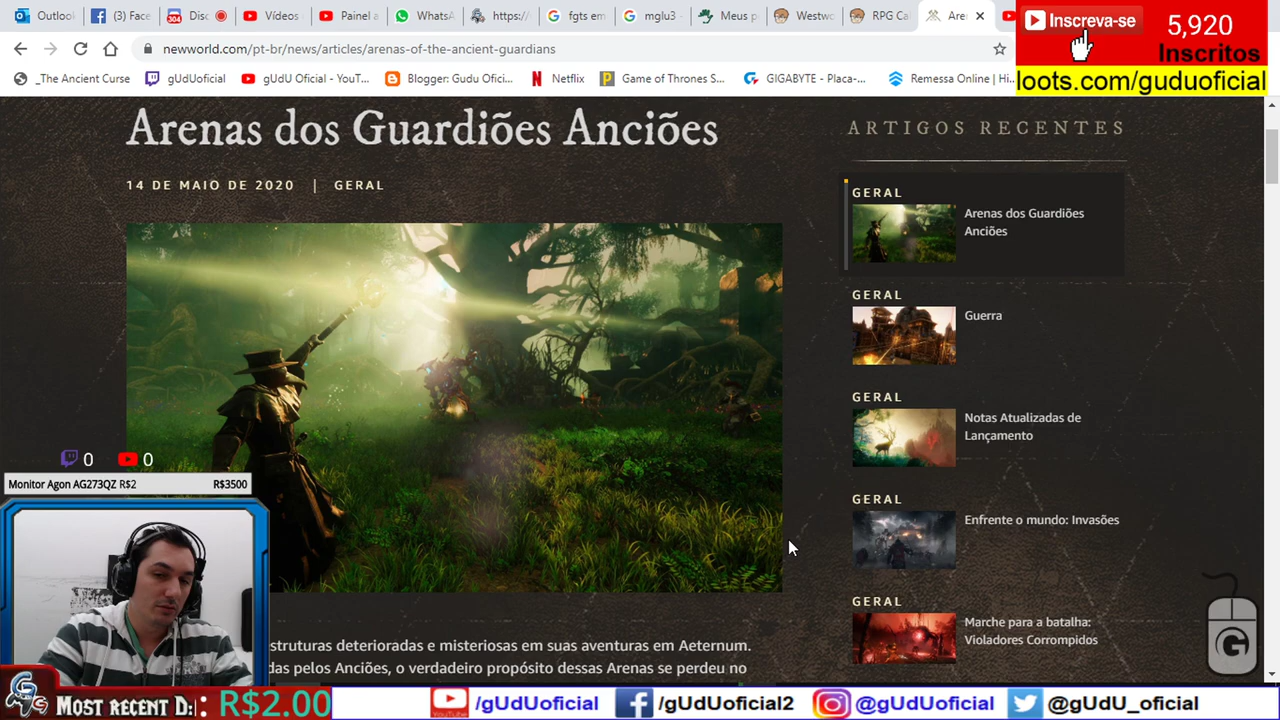 Outlook
(3) Face
304
Disc
Vídeos
Painel a
WhatsA
https:/
fgts em
mglu3 -
Meus p
Westwo
RPG Ca
Are
newworld.com/pt-br/news/articles/arenas-of-the-ancient-guardians
_The Ancient Curse
gUdUoficial
gUdU Oficial - YouT...
Blogger: Gudu Ofici...
Netflix
Game of Thrones S...
GIGABYTE - Placa-...
Remessa Online | Hi...
Inscreva-se
5,920
Inscritos
loots.com/guduoficial
Arenas dos Guardiões Anciões
14 DE MAIO DE 2020 | GERAL
ARTIGOS RECENTES
GERAL
Arenas dos Guardiões
Anciões
GERAL
Guerra
GERAL
Notas Atualizadas de
Lançamento
GERAL
Enfrente o mundo: Invasões
GERAL
Marche para a batalha:
Violadores Corrompidos
0 0
Monitor Agon AG273QZ R$2 R$3500
struturas deterioradas e misteriosas em suas aventuras em Aeternum.
das pelos Anciões, o verdadeiro propósito dessas Arenas se perdeu no
G
Most recent D.: R$2.00
/gUdUoficial
/gUdUoficial2
@gUdUoficial
@gUdU_oficial